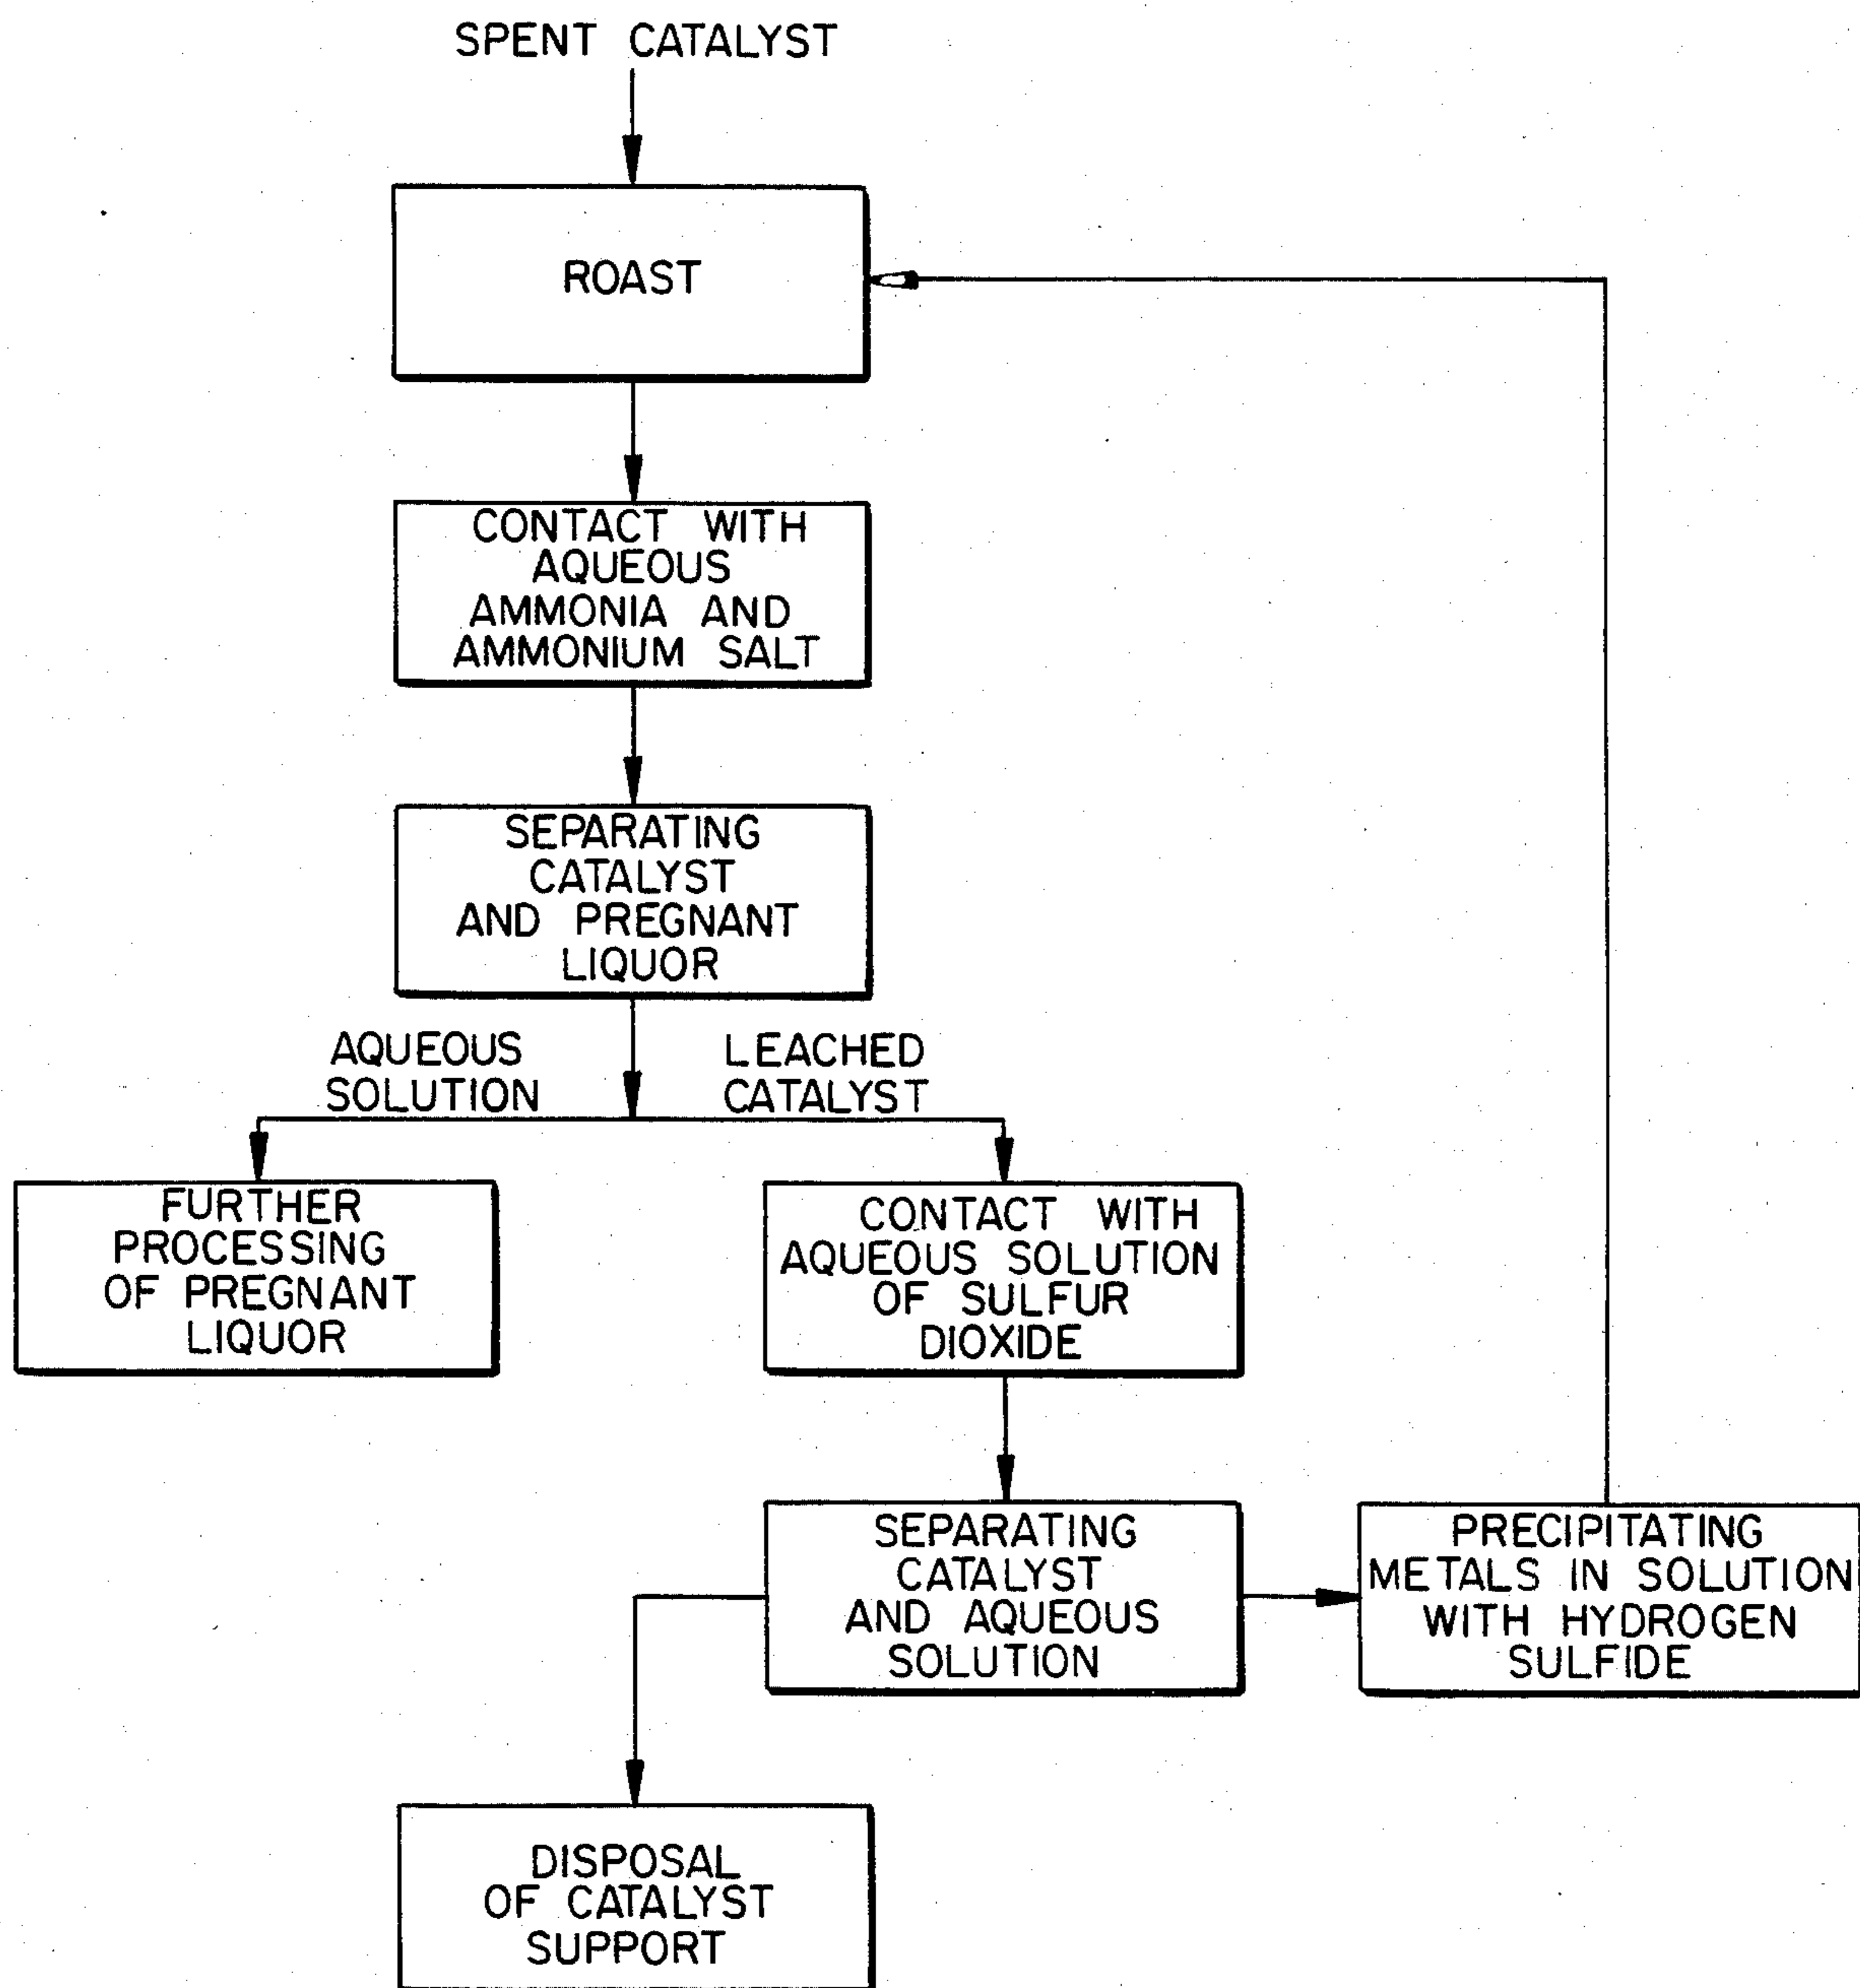 SPENT CATALYST
ROAST
CONTACT WITH
AQUEOUS
AMMONIA AND
AMMONIUM SALT
SEPARATING
CATALYST
AND PREGNANT
LIQUOR
AQUEOUS
SOLUTION
LEACHED
CATALYST
FURTHER
PROCESSING
OF PREGNANT
LIQUOR
CONTACT WITH
AQUEOUS SOLUTION
OF SULFUR
DIOXIDE
SEPARATING
CATALYST
AND AQUEOUS
SOLUTION
PRECIPITATING
METALS IN SOLUTION
WITH HYDROGEN
SULFIDE
DISPOSAL
OF CATALYST
SUPPORT